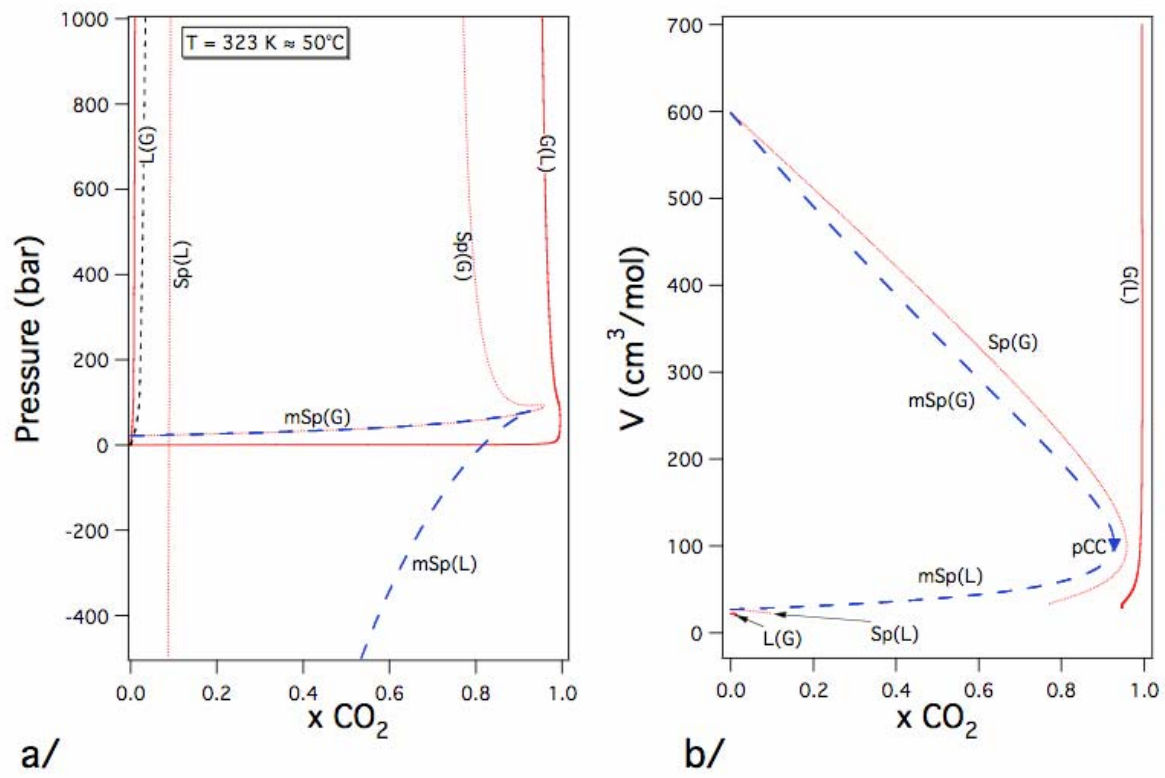 1000
800
600
400
200
0
-200
-400
Pressure (bar)
T = 323 K ≈ 50°C
L(G)
Sp(L)
Sp(G)
G(L)
mSp(G)
mSp(L)
0.0 0.2 0.4 0.6 0.8 1.0
x CO₂
a/
700
600
500
400
300
200
100
0
V (cm³/mol)
Sp(G)
mSp(G)
G(L)
pCC
mSp(L)
L(G)
Sp(L)
0.0 0.2 0.4 0.6 0.8 1.0
x CO₂
b/